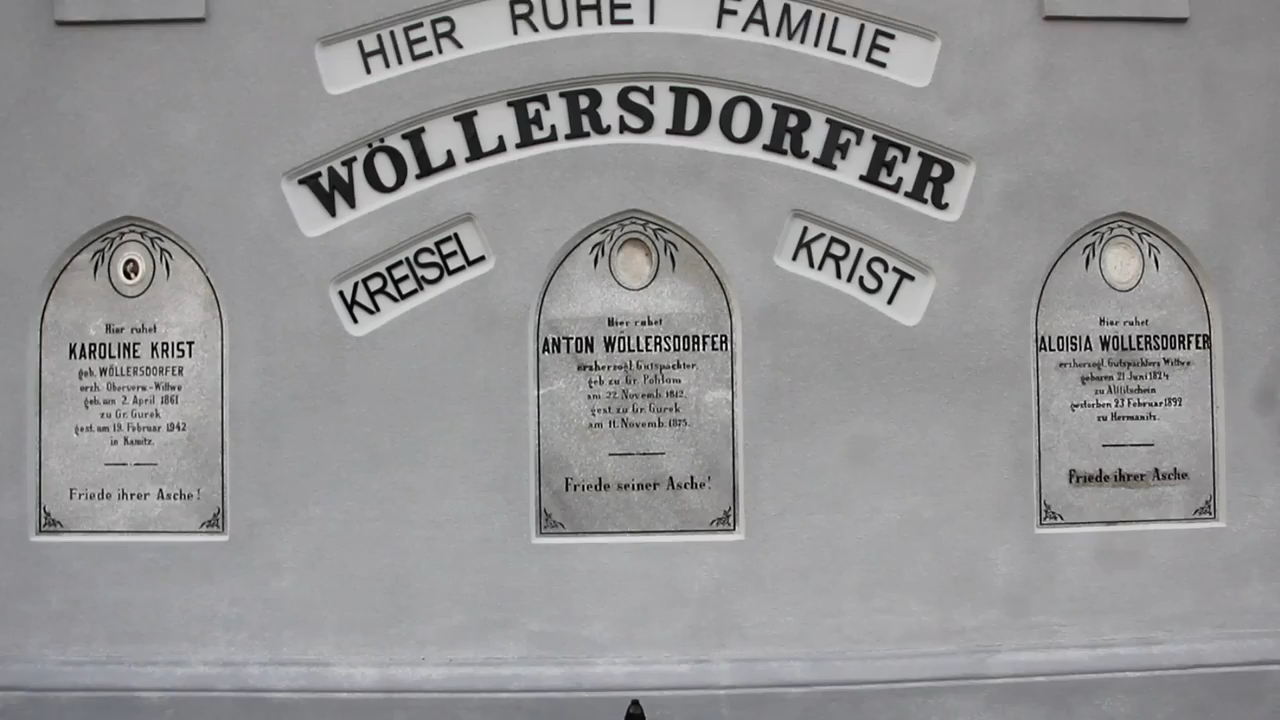 HIER RUHET FAMILIE
WÖLLERSDORFER
KREISEL
KRIST
Hier ruhet
KAROLINE KRIST
geb. WÖLLERSDORFER
erzh. Oberverw.-Wittwe
geb. am 2. April 1861
zu Gr. Gurek
gest. am 19. Februar 1942
in Kamitz.
Friede ihrer Asche!
Hier ruhet
ANTON WÖLLERSDORFER
erzherzogl. Gutspächter,
geb zu Gr. Pohlom
am 22. Novemb. 1812,
gest. zu Gr. Gurek
am 11. Novemb. 1875.
Friede seiner Asche!
Hier ruhet
ALOISIA WÖLLERSDORFER
erzherzogl. Gutspächters Wittwe
geboren 21 Juni 1824
zu Alttitschein
gestorben 23 Februar 1892
zu Hermanitz.
Friede ihrer Asche.